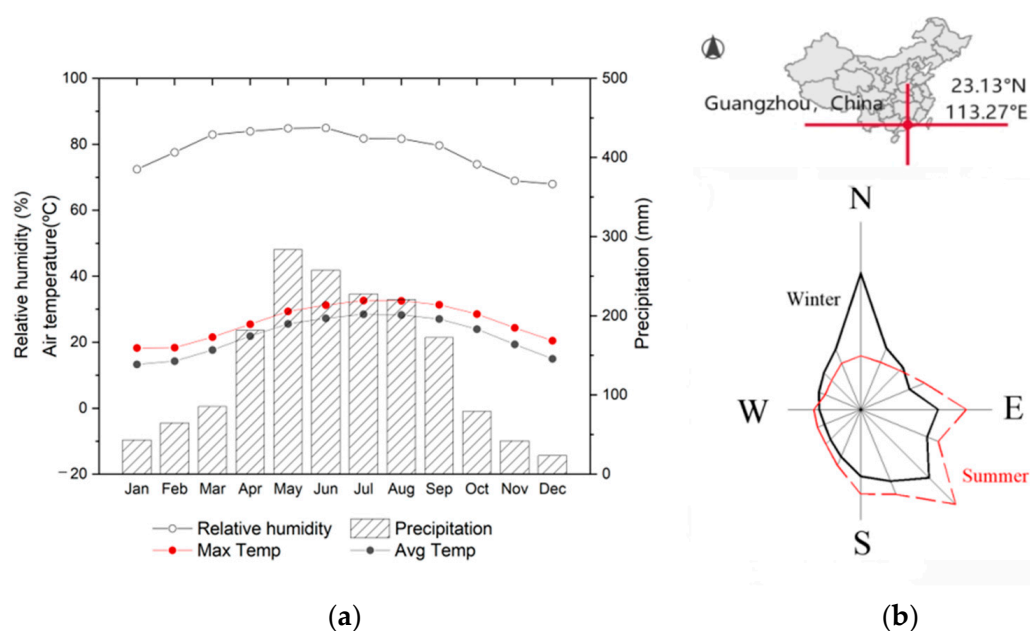 100
80
60
40
20
0
−20
Relative humidity (%)
Air temperature(ºC)
500
400
300
200
100
0
Precipitation (mm)
Jan Feb Mar Apr May Jun Jul Aug Sep Oct Nov Dec
Relative humidity Precipitation
Max Temp Avg Temp
(a)
Guangzhou, China
23.13°N
113.27°E
N
Winter
W
E
Summer
S
(b)